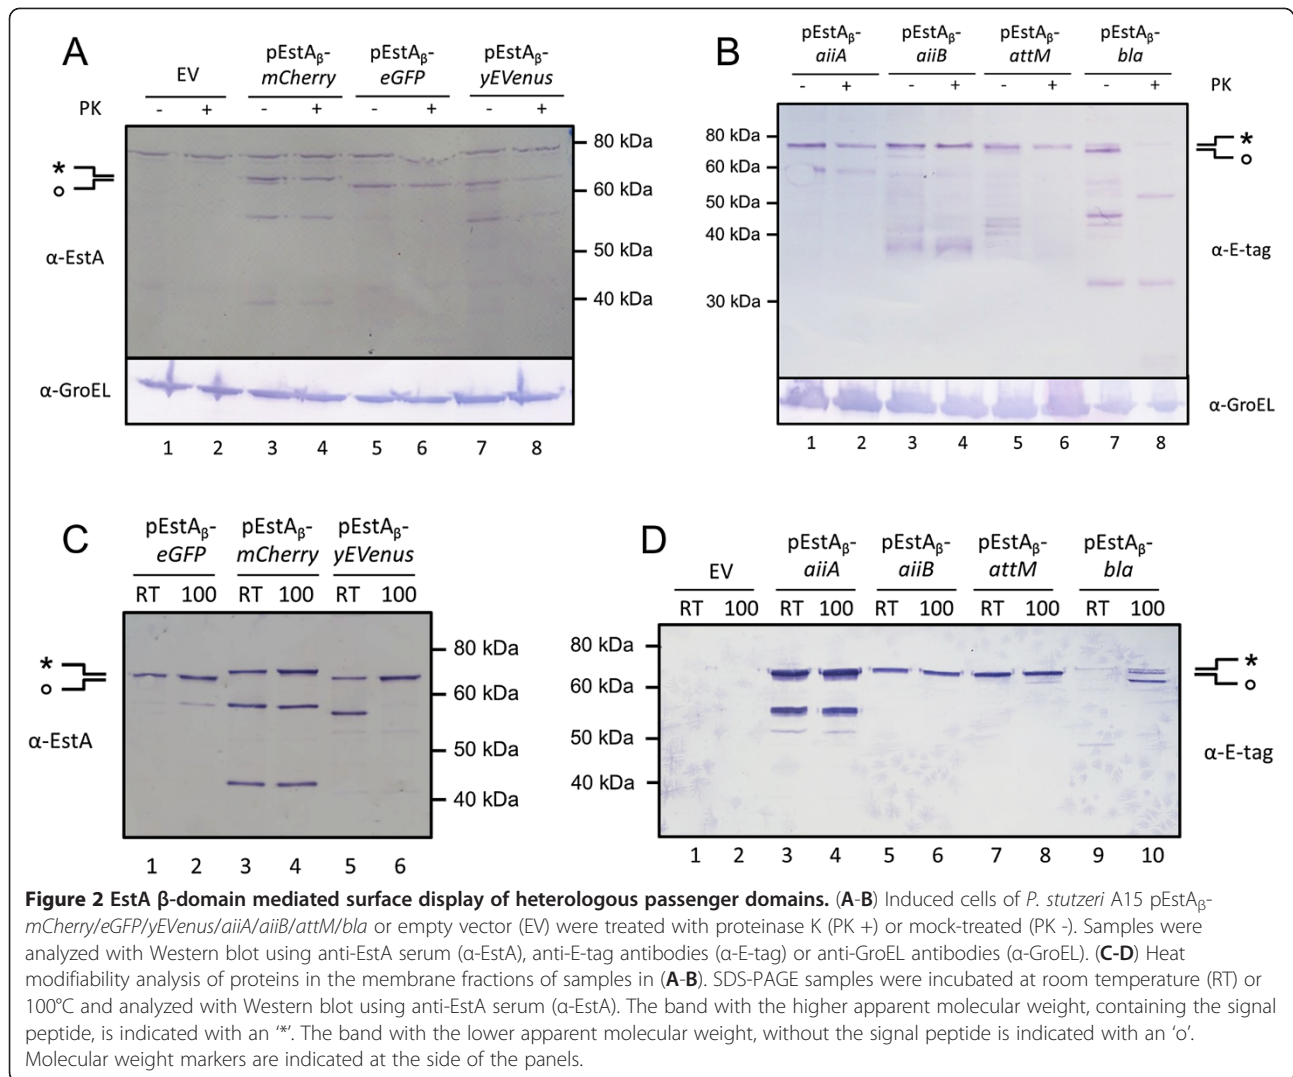 A
EV
pEstAβ-
mCherry
pEstAβ-
eGFP
pEstAβ-
yEVenus
PK - + - + - + - +
80 kDa
*
o
60 kDa
α-EstA
50 kDa
40 kDa
α-GroEL
1 2 3 4 5 6 7 8
B
pEstAβ-
aiiA
pEstAβ-
aiiB
pEstAβ-
attM
pEstAβ-
bla
- + - + - + - + PK
80 kDa
*
o
60 kDa
50 kDa
40 kDa
α-E-tag
30 kDa
α-GroEL
1 2 3 4 5 6 7 8
C
pEstAβ-
eGFP
pEstAβ-
mCherry
pEstAβ-
yEVenus
RT 100 RT 100 RT 100
*
o
80 kDa
60 kDa
α-EstA
50 kDa
40 kDa
1 2 3 4 5 6
D
EV
pEstAβ-
aiiA
pEstAβ-
aiiB
pEstAβ-
attM
pEstAβ-
bla
RT 100 RT 100 RT 100 RT 100 RT 100
80 kDa
*
o
60 kDa
50 kDa
α-E-tag
40 kDa
1 2 3 4 5 6 7 8 9 10
Figure 2 EstA β-domain mediated surface display of heterologous passenger domains. (A-B) Induced cells of P. stutzeri A15 pEstAβ-
mCherry/eGFP/yEVenus/aiiA/aiiB/attM/bla or empty vector (EV) were treated with proteinase K (PK +) or mock-treated (PK -). Samples were
analyzed with Western blot using anti-EstA serum (α-EstA), anti-E-tag antibodies (α-E-tag) or anti-GroEL antibodies (α-GroEL). (C-D) Heat
modifiability analysis of proteins in the membrane fractions of samples in (A-B). SDS-PAGE samples were incubated at room temperature (RT) or
100°C and analyzed with Western blot using anti-EstA serum (α-EstA). The band with the higher apparent molecular weight, containing the signal
peptide, is indicated with an ‘*’. The band with the lower apparent molecular weight, without the signal peptide is indicated with an ‘o’.
Molecular weight markers are indicated at the side of the panels.